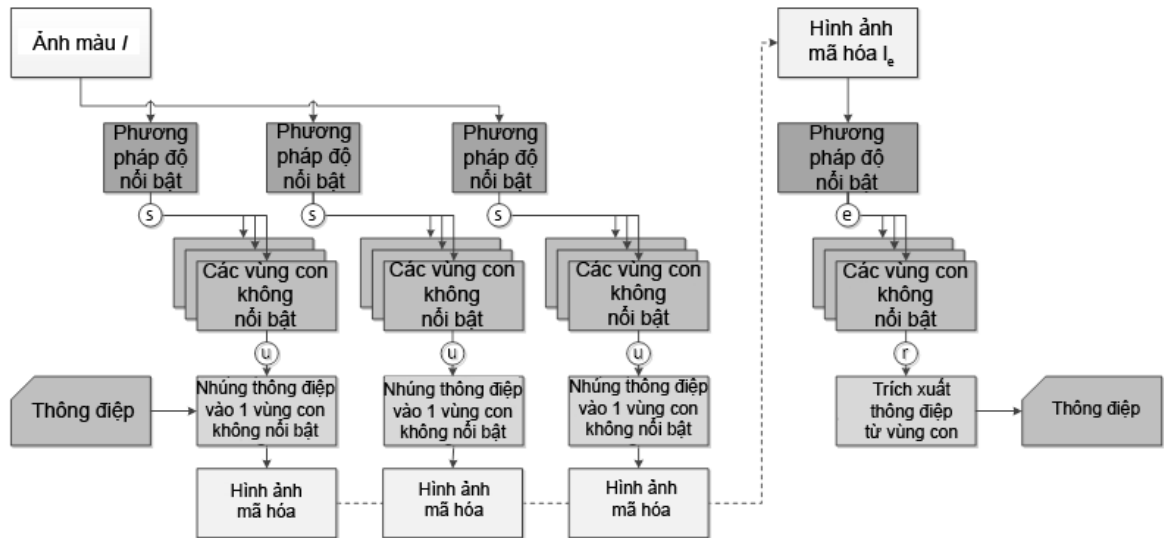 Ảnh màu I
Hình ảnh
mã hóa Ie
Phương
pháp độ
nổi bật
Phương
pháp độ
nổi bật
Phương
pháp độ
nổi bật
Phương
pháp độ
nổi bật
s
s
s
e
Các vùng con
không
nổi bật
Các vùng con
không
nổi bật
Các vùng con
không
nổi bật
Các vùng con
không
nổi bật
u
u
u
r
Thông điệp
Nhúng thông điệp
vào 1 vùng con
không nổi bật
Nhúng thông điệp
vào 1 vùng con
không nổi bật
Nhúng thông điệp
vào 1 vùng con
không nổi bật
Trích xuất
thông điệp
từ vùng con
Thông điệp
Hình ảnh
mã hóa
Hình ảnh
mã hóa
Hình ảnh
mã hóa